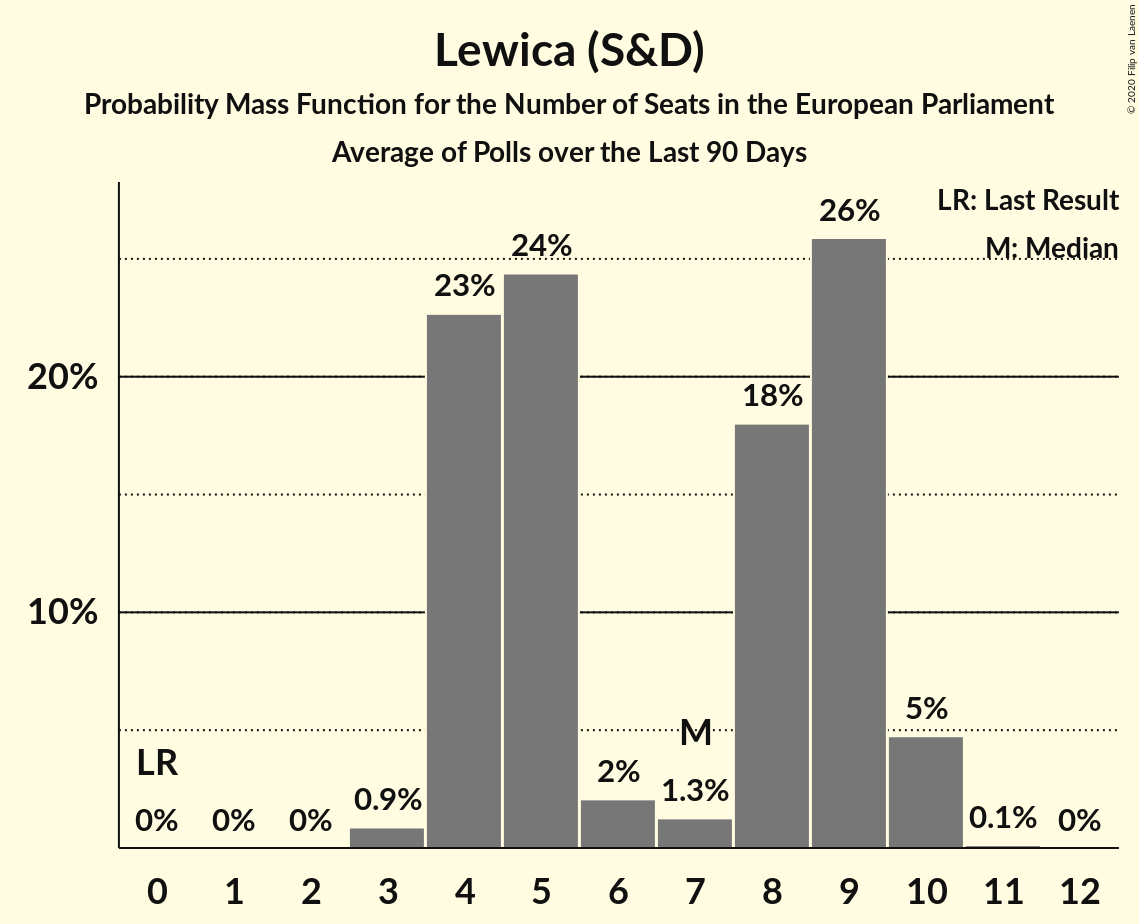 Lewica (S&D)
Probability Mass Function for the Number of Seats in the European Parliament
Average of Polls over the Last 90 Days
© 2020 Filip van Laenen
LR: Last Result
M: Median
26%
24%
23%
20%
18%
10%
5%
M
LR
2%
1.3%
0.9%
0%
0%
0%
0.1%
0%
0 1 2 3 4 5 6 7 8 9 10 11 12